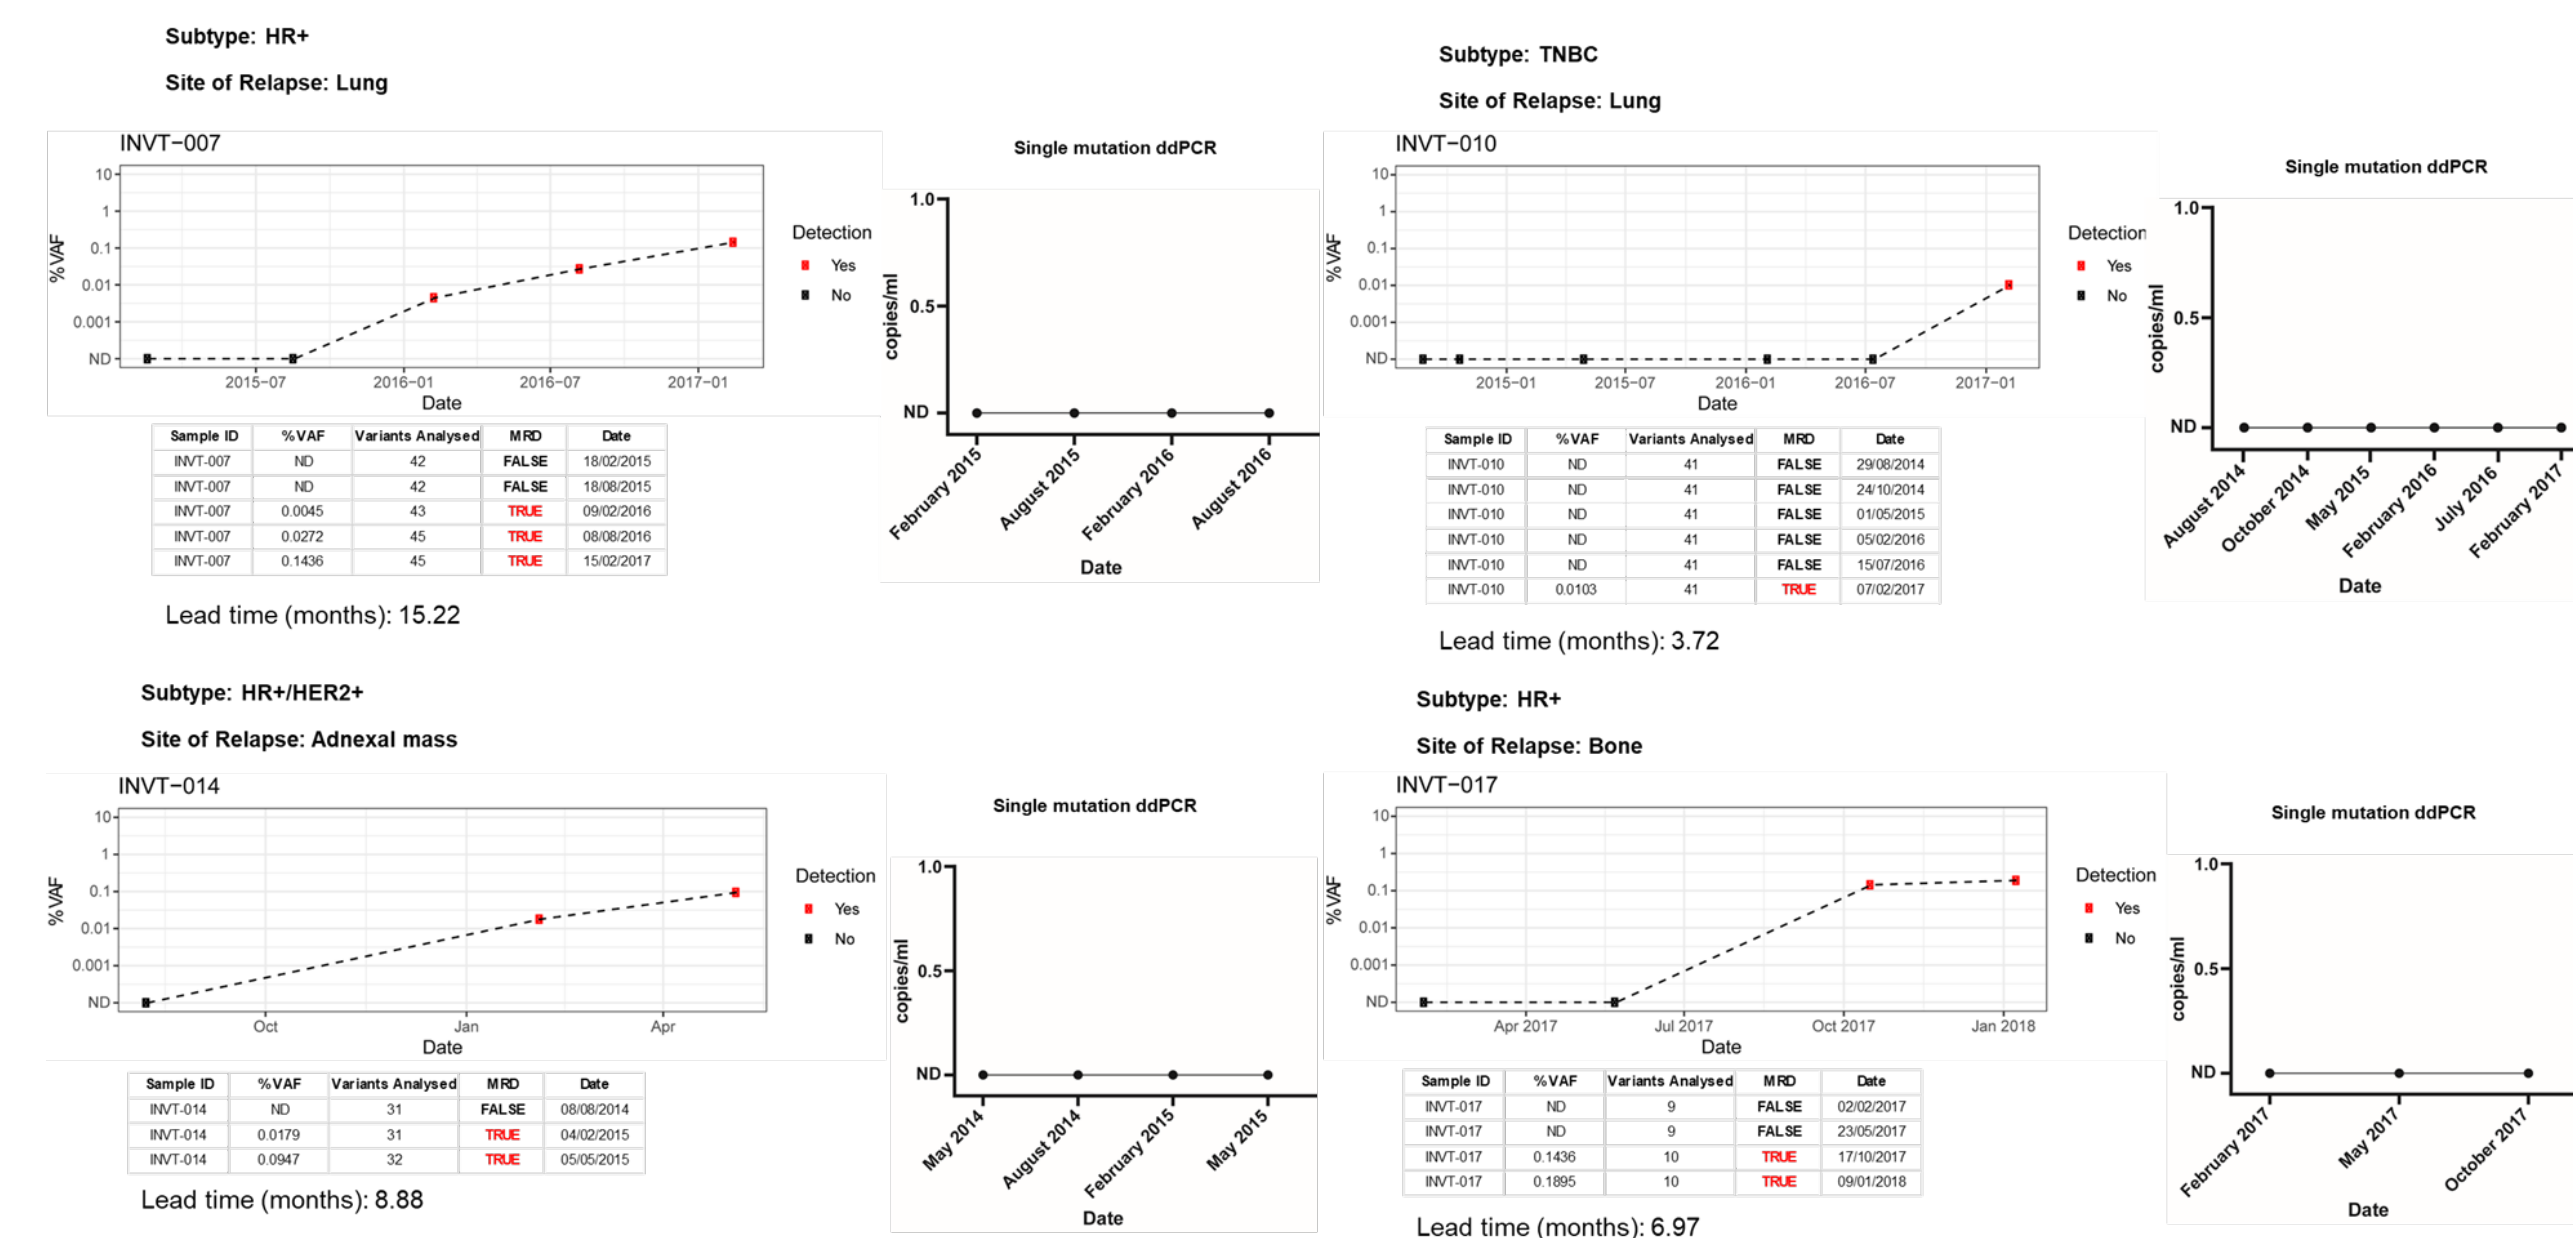 Subtype: HR+
Site of Relapse: Lung
INVT−007
10
1
0.1
0.01
0.001
ND
%VAF
2015−07 2016−01 2016−07 2017−01
Date
Detection
Yes
No
Single mutation ddPCR
1.0
0.5
ND
copies/ml
February 2015 August 2015 February 2016 August 2016
Date
Sample ID %VAF Variants Analysed MRD Date
INVT-007 ND 42 FALSE 18/02/2015
INVT-007 ND 42 FALSE 18/08/2015
INVT-007 0.0045 43 TRUE 09/02/2016
INVT-007 0.0272 45 TRUE 08/08/2016
INVT-007 0.1436 45 TRUE 15/02/2017
Lead time (months): 15.22
Subtype: TNBC
Site of Relapse: Lung
INVT−010
10
1
0.1
0.01
0.001
ND
%VAF
2015−01 2015−07 2016−01 2016−07 2017−01
Date
Detection
Yes
No
Single mutation ddPCR
1.0
0.5
ND
copies/ml
August 2014 October 2014 May 2015 February 2016 July 2016 February 2017
Date
Sample ID %VAF Variants Analysed MRD Date
INVT-010 ND 41 FALSE 29/08/2014
INVT-010 ND 41 FALSE 24/10/2014
INVT-010 ND 41 FALSE 01/05/2015
INVT-010 ND 41 FALSE 05/02/2016
INVT-010 ND 41 FALSE 15/07/2016
INVT-010 0.0103 41 TRUE 07/02/2017
Lead time (months): 3.72
Subtype: HR+/HER2+
Site of Relapse: Adnexal mass
INVT−014
10
1
0.1
0.01
0.001
ND
%VAF
Oct Jan Apr
Date
Detection
Yes
No
Single mutation ddPCR
1.0
0.5
ND
copies/ml
May 2014 August 2014 February 2015 May 2015
Date
Sample ID %VAF Variants Analysed MRD Date
INVT-014 ND 31 FALSE 08/08/2014
INVT-014 0.0179 31 TRUE 04/02/2015
INVT-014 0.0947 32 TRUE 05/05/2015
Lead time (months): 8.88
Subtype: HR+
Site of Relapse: Bone
INVT−017
10
1
0.1
0.01
0.001
ND
%VAF
Apr 2017 Jul 2017 Oct 2017 Jan 2018
Date
Detection
Yes
No
Single mutation ddPCR
1.0
0.5
ND
copies/ml
February 2017 May 2017 October 2017
Date
Sample ID %VAF Variants Analysed MRD Date
INVT-017 ND 9 FALSE 02/02/2017
INVT-017 ND 9 FALSE 23/05/2017
INVT-017 0.1436 10 TRUE 17/10/2017
INVT-017 0.1895 10 TRUE 09/01/2018
Lead time (months): 6.97